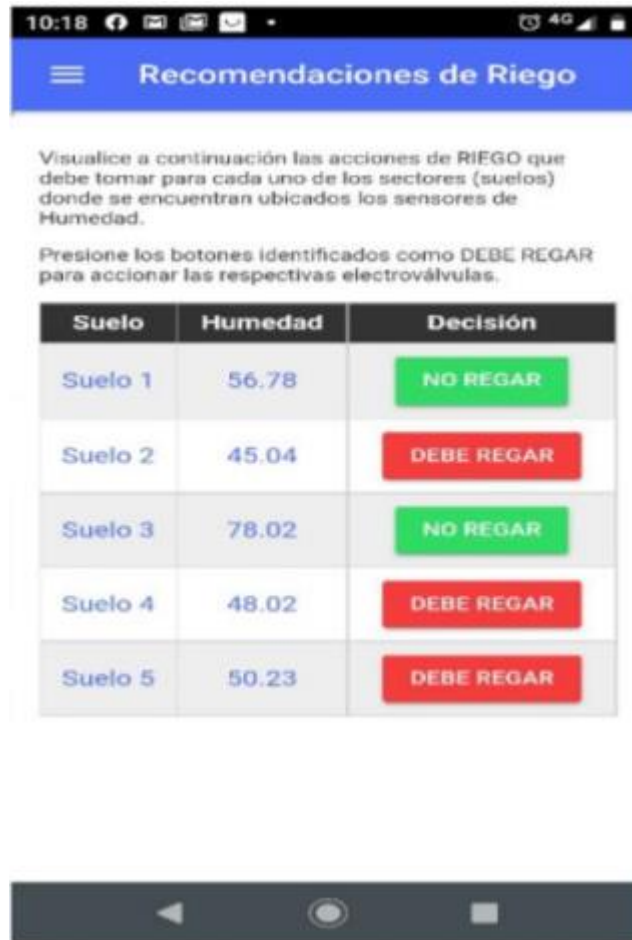 10:18
4G
Recomendaciones de Riego
Visualice a continuación las acciones de RIEGO que
debe tomar para cada uno de los sectores (suelos)
donde se encuentran ubicados los sensores de
Humedad.
Presione los botones identificados como DEBE REGAR
para accionar las respectivas electroválvulas.
Suelo Humedad Decisión
Suelo 1 56.78 NO REGAR
Suelo 2 45.04 DEBE REGAR
Suelo 3 78.02 NO REGAR
Suelo 4 48.02 DEBE REGAR
Suelo 5 50.23 DEBE REGAR